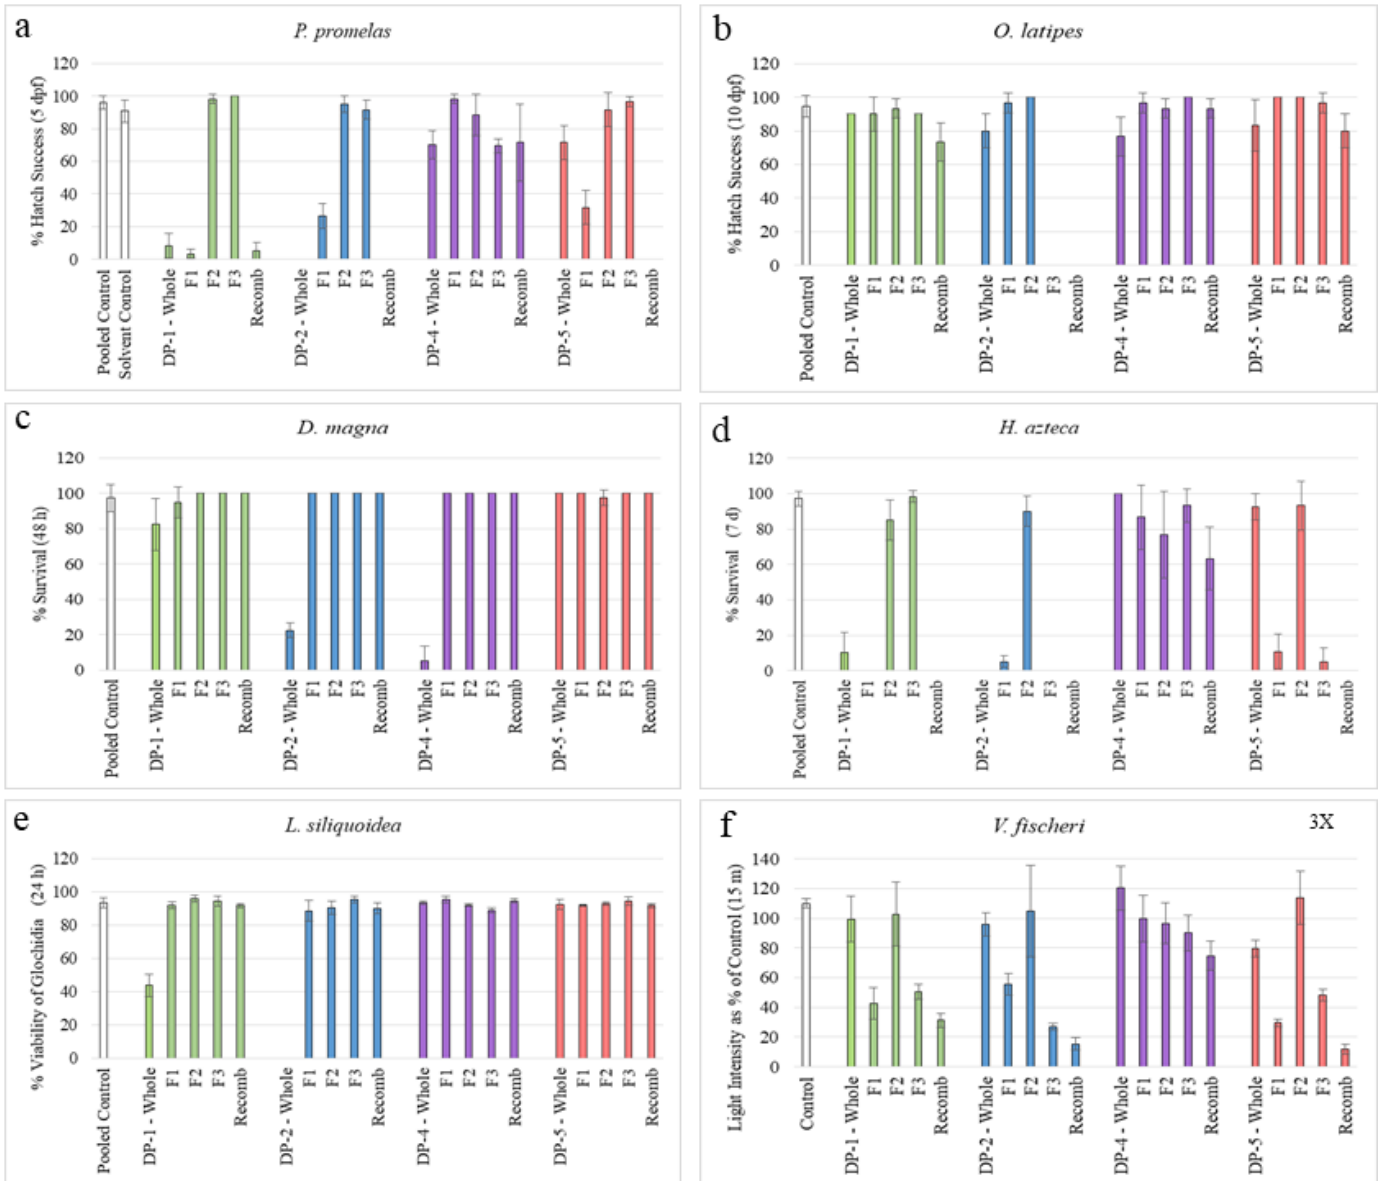 a
P. promelas
% Hatch Success (5 dpf)
120
100
80
60
40
20
0
Pooled Control
Solvent Control
DP-1 - Whole
F1
F2
F3
Recomb
DP-2 - Whole
F1
F2
F3
Recomb
DP-4 - Whole
F1
F2
F3
Recomb
DP-5 - Whole
F1
F2
F3
Recomb
b
O. latipes
% Hatch Success (10 dpf)
120
100
80
60
40
20
0
Pooled Control
DP-1 - Whole
F1
F2
F3
Recomb
DP-2 - Whole
F1
F2
F3
Recomb
DP-4 - Whole
F1
F2
F3
Recomb
DP-5 - Whole
F1
F2
F3
Recomb
c
D. magna
% Survival (48 h)
120
100
80
60
40
20
0
Pooled Control
DP-1 - Whole
F1
F2
F3
Recomb
DP-2 - Whole
F1
F2
F3
Recomb
DP-4 - Whole
F1
F2
F3
Recomb
DP-5 - Whole
F1
F2
F3
Recomb
d
H. azteca
% Survival (7 d)
120
100
80
60
40
20
0
Pooled Control
DP-1 - Whole
F1
F2
F3
Recomb
DP-2 - Whole
F1
F2
F3
Recomb
DP-4 - Whole
F1
F2
F3
Recomb
DP-5 - Whole
F1
F2
F3
Recomb
e
L. siliquoidea
% Viability of Glochidia (24 h)
120
100
80
60
40
20
0
Pooled Control
DP-1 - Whole
F1
F2
F3
Recomb
DP-2 - Whole
F1
F2
F3
Recomb
DP-4 - Whole
F1
F2
F3
Recomb
DP-5 - Whole
F1
F2
F3
Recomb
f
V. fischeri
3X
Light Intensity as % of Control (15 m)
140
120
100
80
60
40
20
0
Control
DP-1 - Whole
F1
F2
F3
Recomb
DP-2 - Whole
F1
F2
F3
Recomb
DP-4 - Whole
F1
F2
F3
Recomb
DP-5 - Whole
F1
F2
F3
Recomb